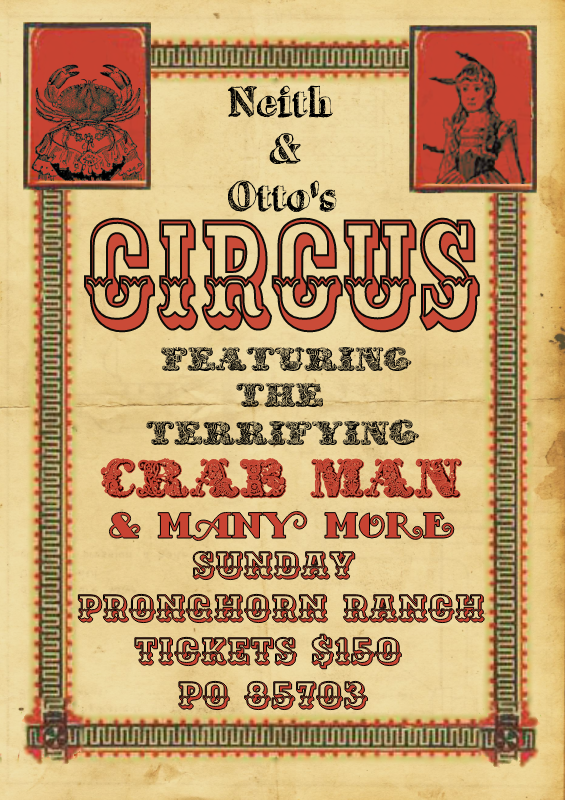 Neith
&
Otto's
CIRCUS
FEATURING
THE
TERRIFYING
CRAB MAN
& MANY MORE
SUNDAY
PRONGHORN RANCH
TICKETS $150
PO 85703